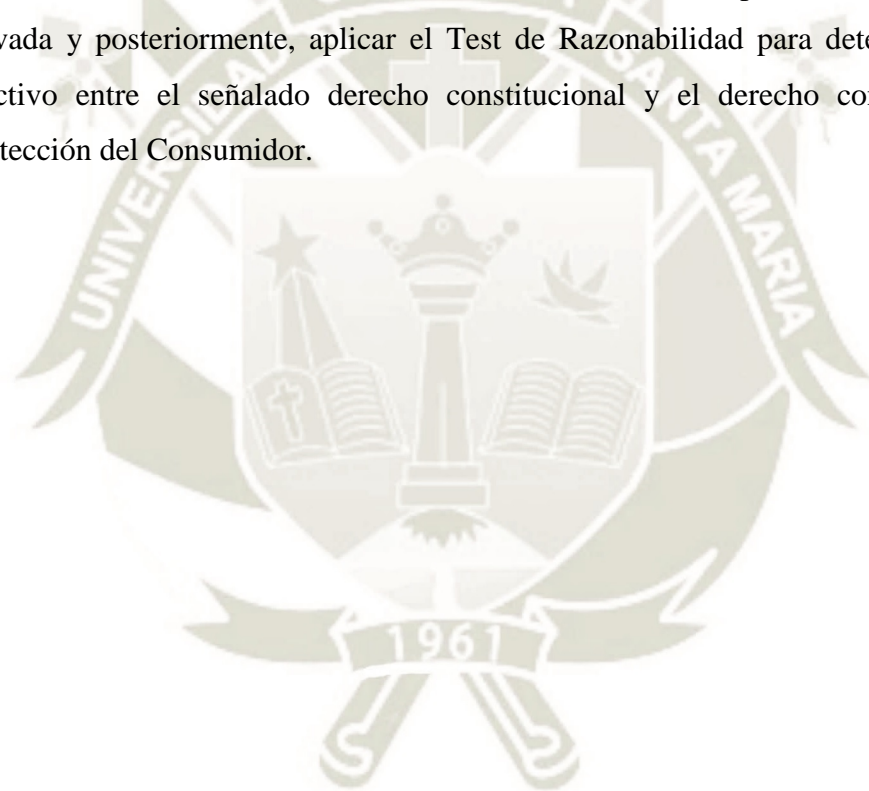 vada y posteriormente, aplicar el Test de Razonabilidad para dete
ctivo entre el señalado derecho constitucional y el derecho co
tección del Consumidor.
UNIVERSIDAD
SANTA MARIA
1961